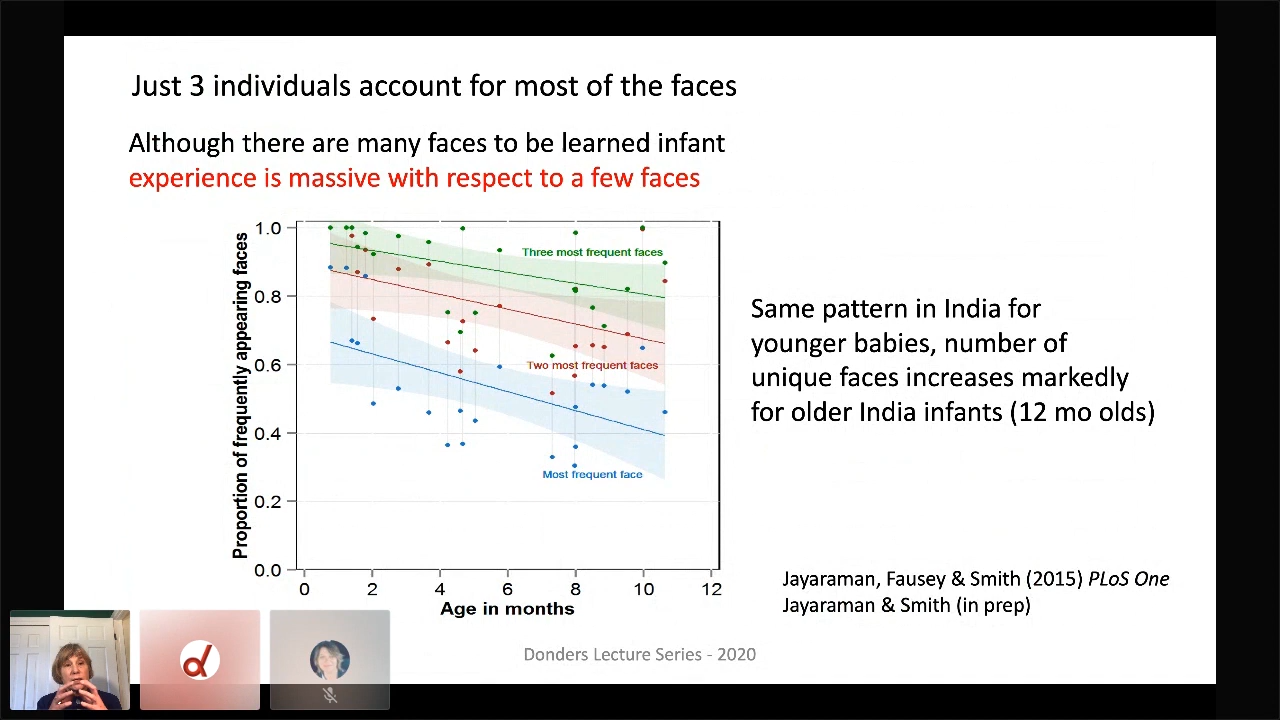 Just 3 individuals account for most of the faces
Although there are many faces to be learned infant
experience is massive with respect to a few faces
Proportion of frequently appearing faces
1.0
0.8
0.6
0.4
0.2
0.0
Three most frequent faces
Two most frequent faces
Most frequent face
0 2 4 6 8 10 12
Age in months
Same pattern in India for
younger babies, number of
unique faces increases markedly
for older India infants (12 mo olds)
Jayaraman, Fausey & Smith (2015) PLoS One
Jayaraman & Smith (in prep)
Donders Lecture Series - 2020